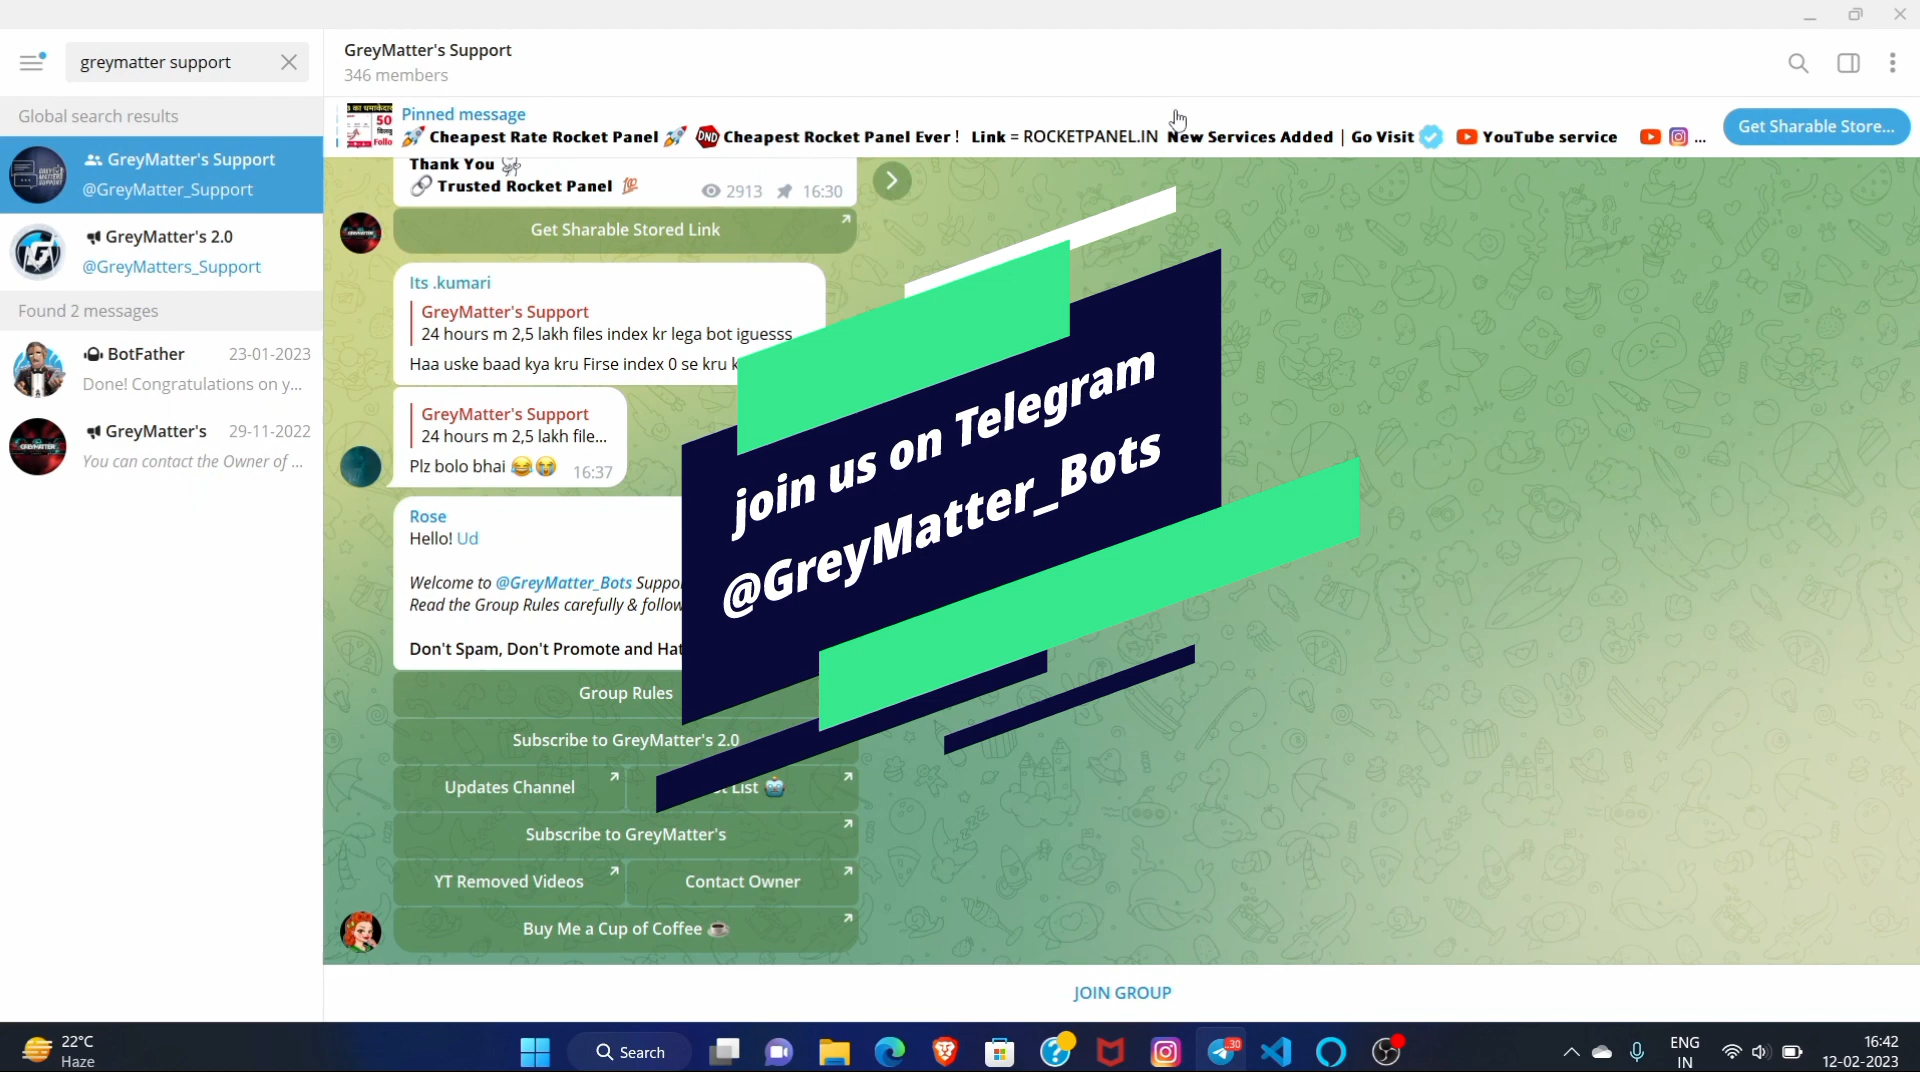 greymatter support
Global search results
GreyMatter's Support
@GreyMatter_Support
GreyMatter's 2.0
@GreyMatters_Support
Found 2 messages
BotFather 23-01-2023
Done! Congratulations on y...
GreyMatter's 29-11-2022
You can contact the Owner of ...
GreyMatter's Support
346 members
Pinned message
🚀 Cheapest Rate Rocket Panel 🚀 Cheapest Rocket Panel Ever ! Link = ROCKETPANEL.IN New Services Added | Go Visit YouTube service ...
50
Follo
Get Sharable Store...
Thank You
🔗 Trusted Rocket Panel 💯 2913 16:30
Get Sharable Stored Link
Its .kumari
GreyMatter's Support
24 hours m 2,5 lakh files index kr lega bot iguesss
Haa uske baad kya kru Firse index 0 se kru k
GreyMatter's Support
24 hours m 2,5 lakh file...
Plz bolo bhai 😂😭 16:37
Rose
Hello! Ud
Welcome to @GreyMatter_Bots Suppo
Read the Group Rules carefully & follow
Don't Spam, Don't Promote and Hat
Group Rules
Subscribe to GreyMatter's 2.0
Updates Channel
List 🤖
Subscribe to GreyMatter's
YT Removed Videos
Contact Owner
Buy Me a Cup of Coffee ☕
JOIN GROUP
join us on Telegram
@GreyMatter_Bots
22°C
Haze
Search
30
ENG
IN
16:42
12-02-2023